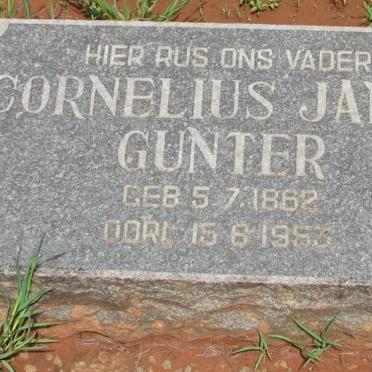 HIER RUS ONS VADER
CORNELIUS
GUNTER
GEB 5.7.1862
OORL. 15 6 1953